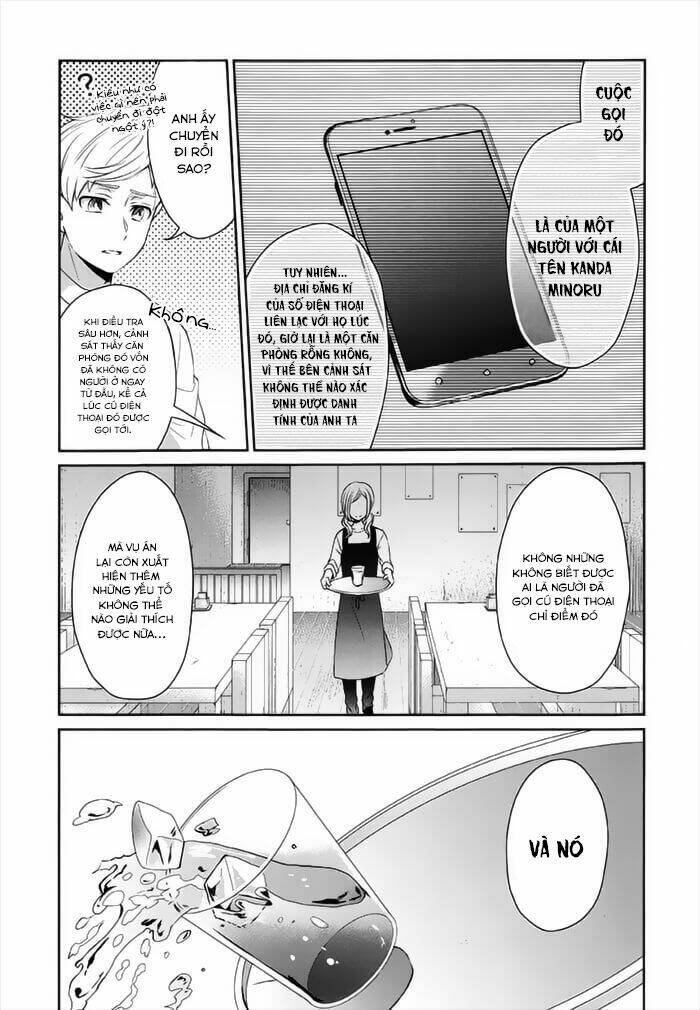 CUỘC
GỌI
ĐÓ
LÀ CỦA MỘT
NGƯỜI VỚI CÁI
TÊN KANDA
MINORU
TUY NHIÊN...
ĐỊA CHỈ ĐĂNG KÍ
CỦA SỐ ĐIỆN THOẠI
LIÊN LẠC VỚI HỌ LÚC
ĐÓ, GIỜ LẠI LÀ MỘT CĂN
PHÒNG RỖNG KHÔNG,
VÌ THẾ BÊN CẢNH SÁT
KHÔNG THỂ NÀO XÁC
ĐỊNH ĐƯỢC DANH
TÍNH CỦA ANH TA
ANH ẤY
CHUYỂN
ĐI RỒI
SAO?
?
Kiểu như có
việc gì nên phải
chuyển đi đột
ngột ý?!
Không...
KHI ĐIỀU TRA
SÂU HƠN, CẢNH
SÁT THẤY CĂN
PHÒNG ĐÓ VỐN
ĐÃ KHÔNG CÓ
NGƯỜI Ở NGAY
TỪ ĐẦU, KỂ CẢ
LÚC CÚ ĐIỆN
THOẠI ĐÓ ĐƯỢC
GỌI TỚI.
KHÔNG NHỮNG
KHÔNG BIẾT ĐƯỢC
AI LÀ NGƯỜI ĐÃ
GỌI CÚ ĐIỆN THOẠI
CHỈ ĐIỂM ĐÓ
MÀ VỤ ÁN
LẠI CÒN XUẤT
HIỆN THÊM
NHỮNG YẾU TỐ
KHÔNG THỂ
NÀO GIẢI THÍCH
ĐƯỢC NỮA...
VÀ NÓ